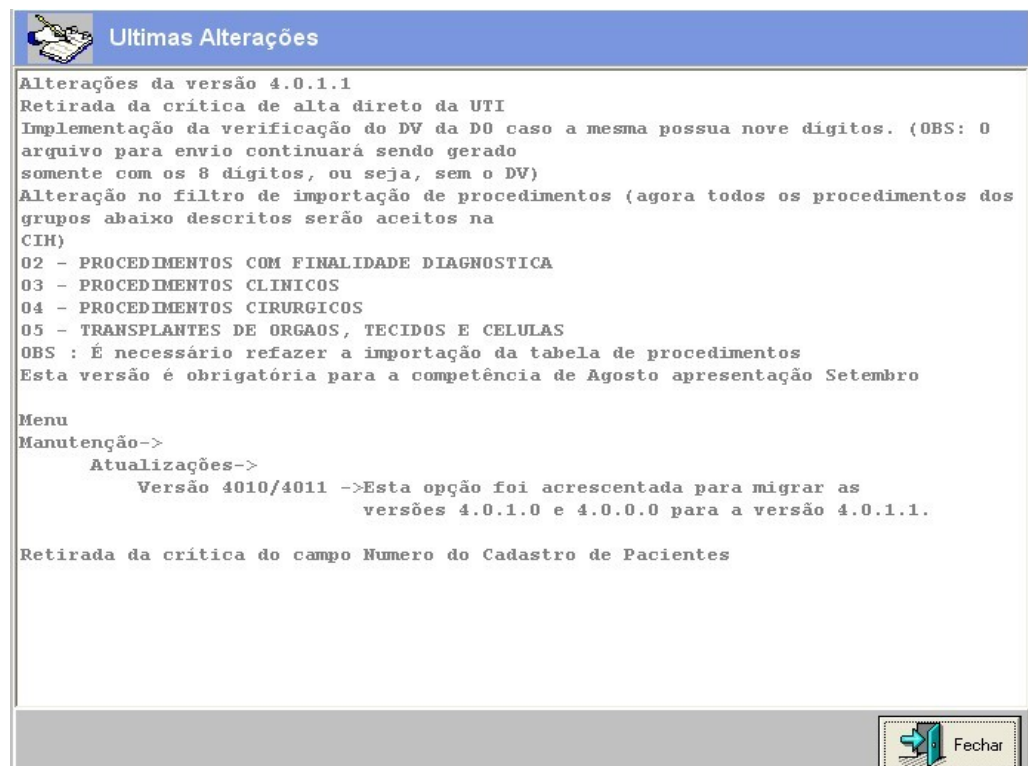 Ultimas Alterações
Alterações da versão 4.0.1.1
Retirada da crítica de alta direto da UTI
Implementação da verificação do DV da DO caso a mesma possua nove dígitos. (OBS: O
arquivo para envio continuará sendo gerado
somente com os 8 dígitos, ou seja, sem o DV)
Alteração no filtro de importação de procedimentos (agora todos os procedimentos dos
grupos abaixo descritos serão aceitos na
CIH)
02 - PROCEDIMENTOS COM FINALIDADE DIAGNOSTICA
03 - PROCEDIMENTOS CLINICOS
04 - PROCEDIMENTOS CIRURGICOS
05 - TRANSPLANTES DE ORGAOS, TECIDOS E CELULAS
OBS : É necessário refazer a importação da tabela de procedimentos
Esta versão é obrigatória para a competência de Agosto apresentação Setembro
Menu
Manutenção->
Atualizações->
Versão 4010/4011 ->Esta opção foi acrescentada para migrar as
versões 4.0.1.0 e 4.0.0.0 para a versão 4.0.1.1.
Retirada da crítica do campo Numero do Cadastro de Pacientes
Fechar